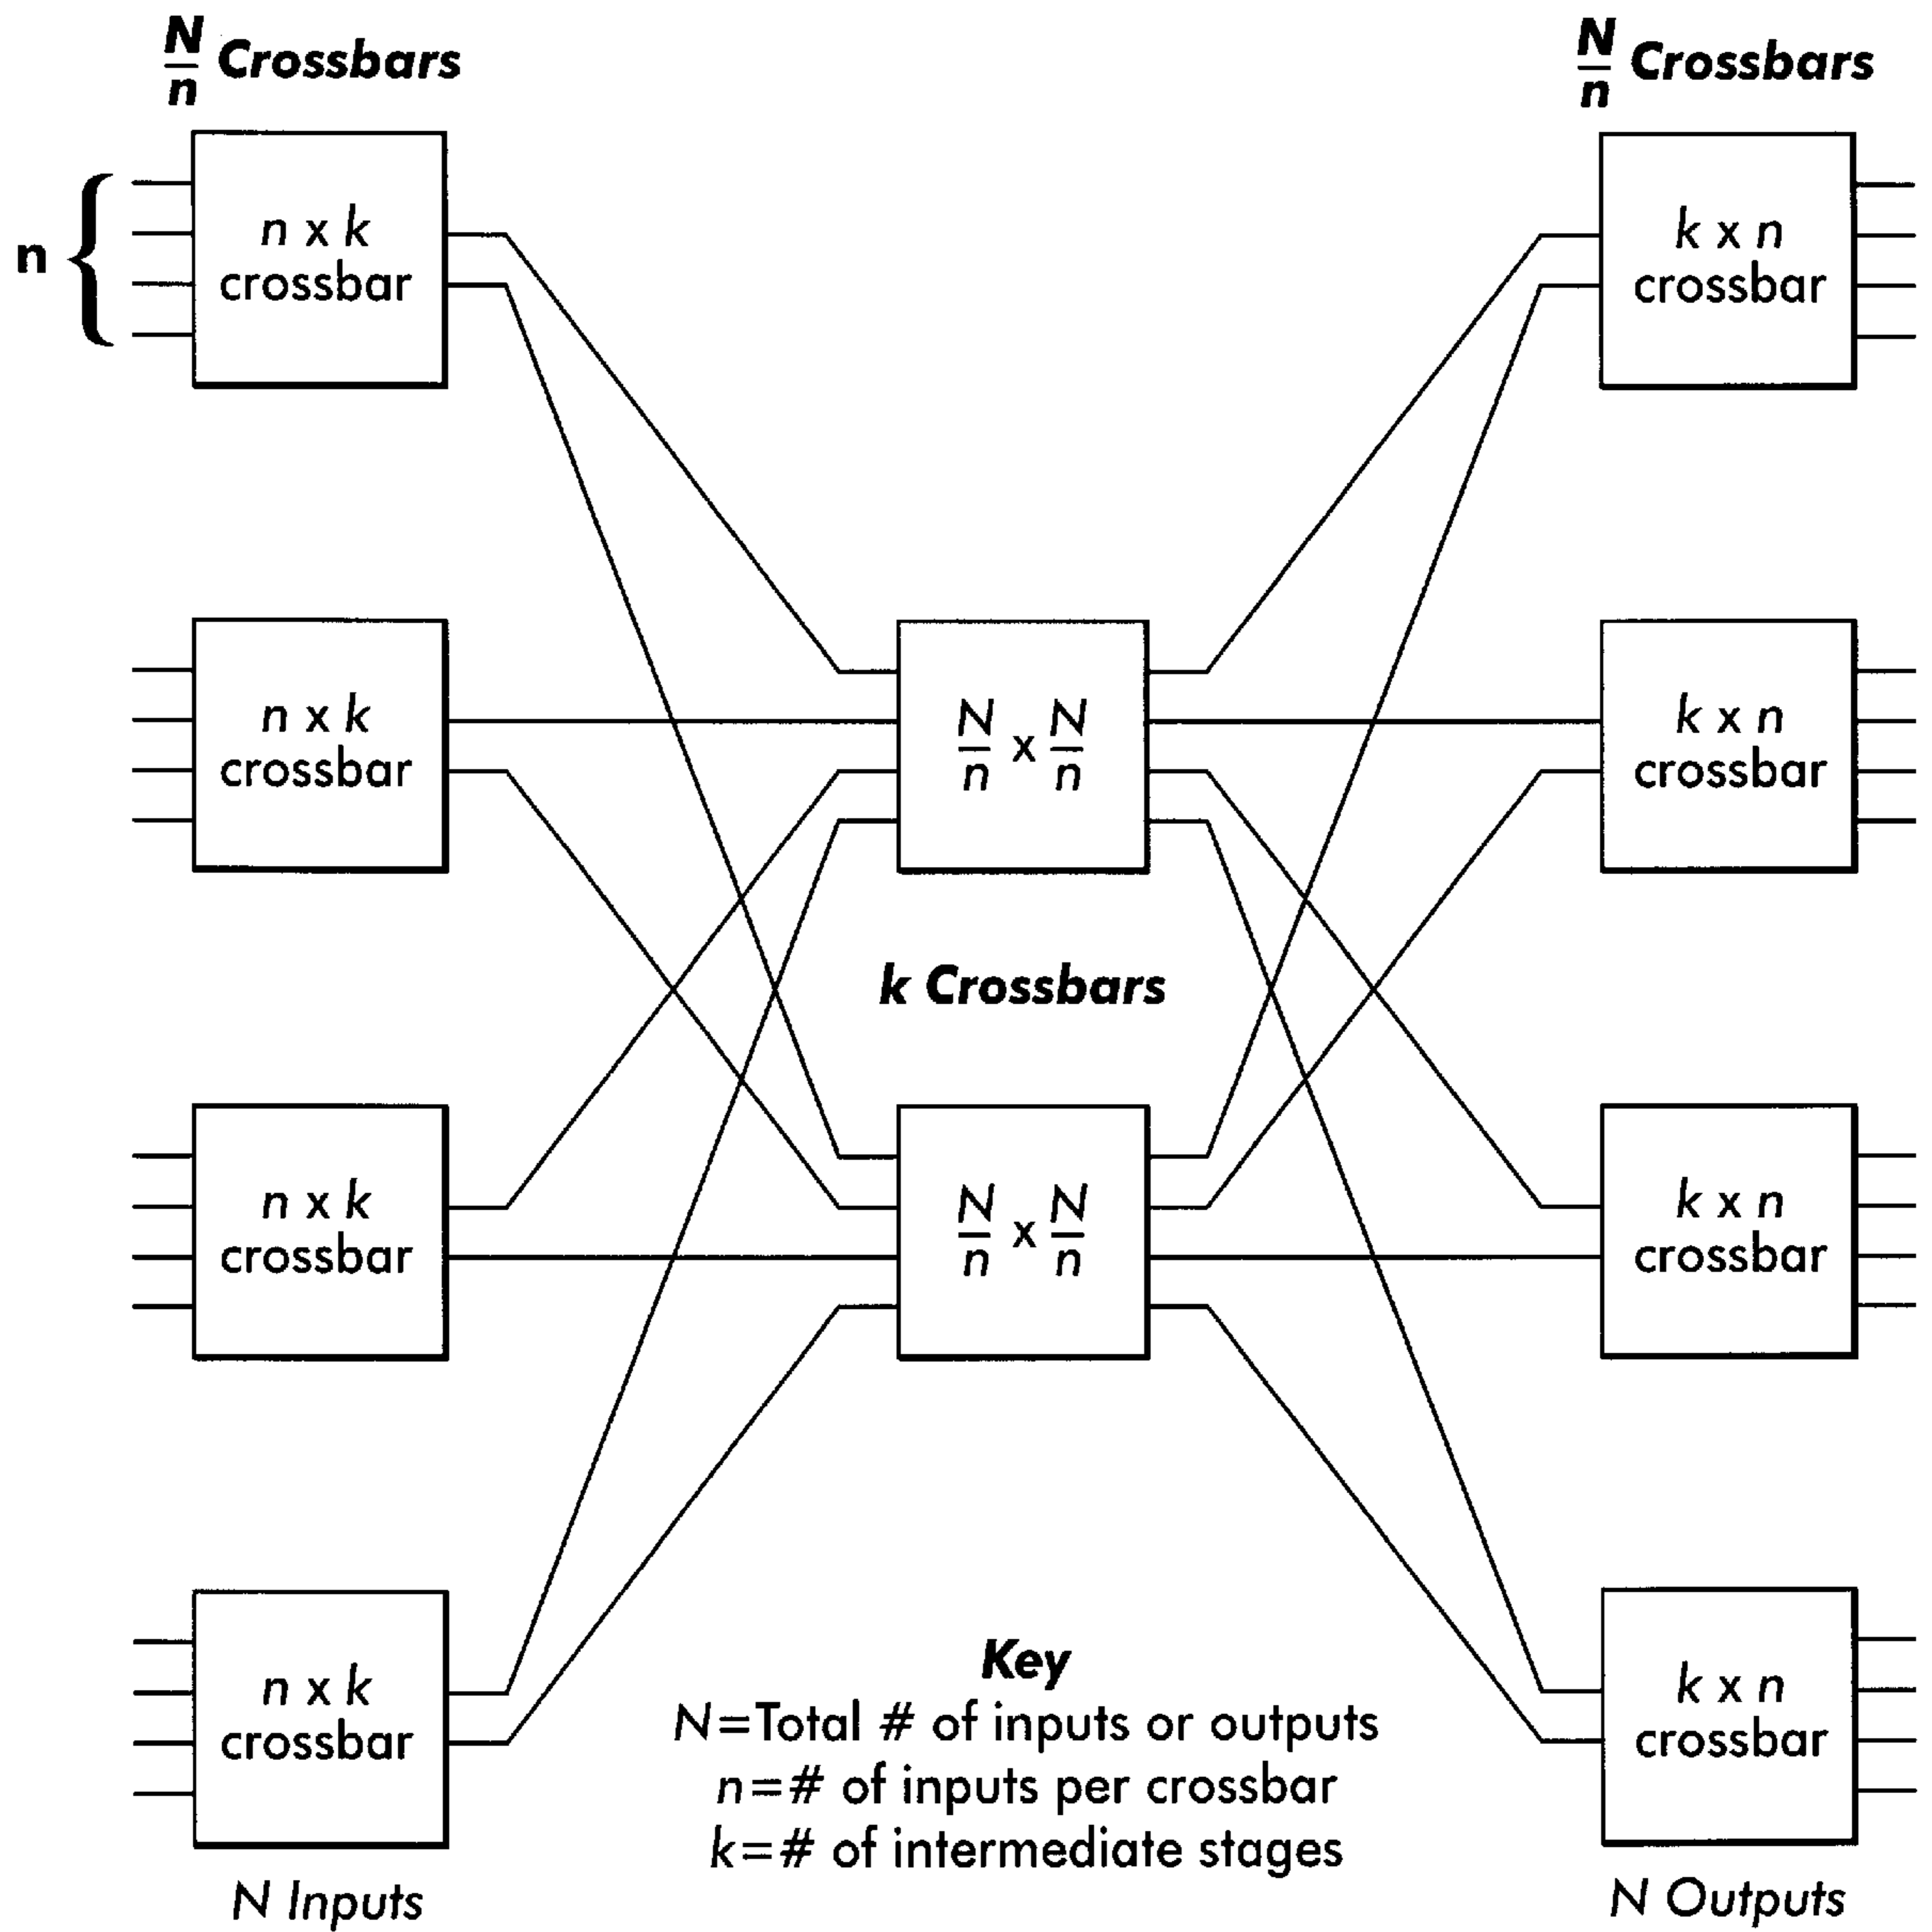 N/n Crossbars
N/n Crossbars
n
n x k
crossbar
k x n
crossbar
n x k
crossbar
N/n x N/n
k x n
crossbar
k Crossbars
n x k
crossbar
N/n x N/n
k x n
crossbar
n x k
crossbar
k x n
crossbar
Key
N=Total # of inputs or outputs
n=# of inputs per crossbar
k=# of intermediate stages
N Inputs
N Outputs